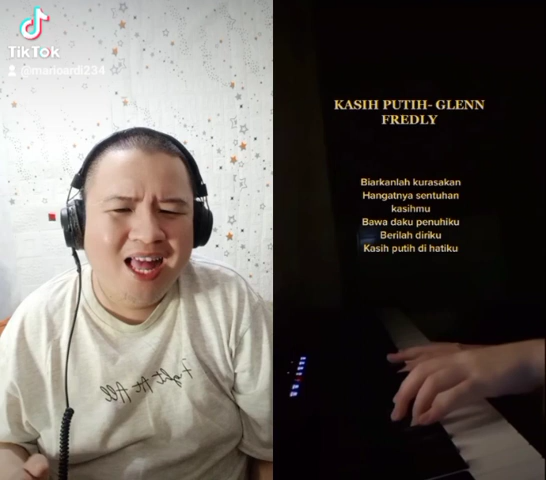 TikTok
@marioardi234
KASIH PUTIH- GLENN
FREDLY
Biarkanlah kurasakan
Hangatnya sentuhan
kasihmu
Bawa daku penuhiku
Berilah diriku
Kasih putih di hatiku